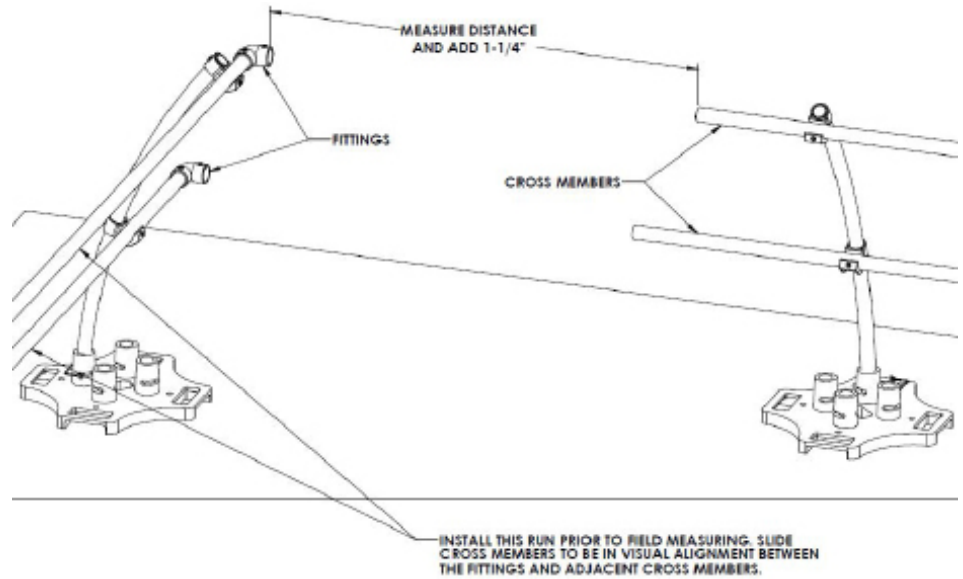 MEASURE DISTANCE
AND ADD 1-1/4"
FITTINGS
CROSS MEMBERS
INSTALL THIS RUN PRIOR TO FIELD MEASURING. SLIDE
CROSS MEMBERS TO BE IN VISUAL ALIGNMENT BETWEEN
THE FITTINGS AND ADJACENT CROSS MEMBERS.